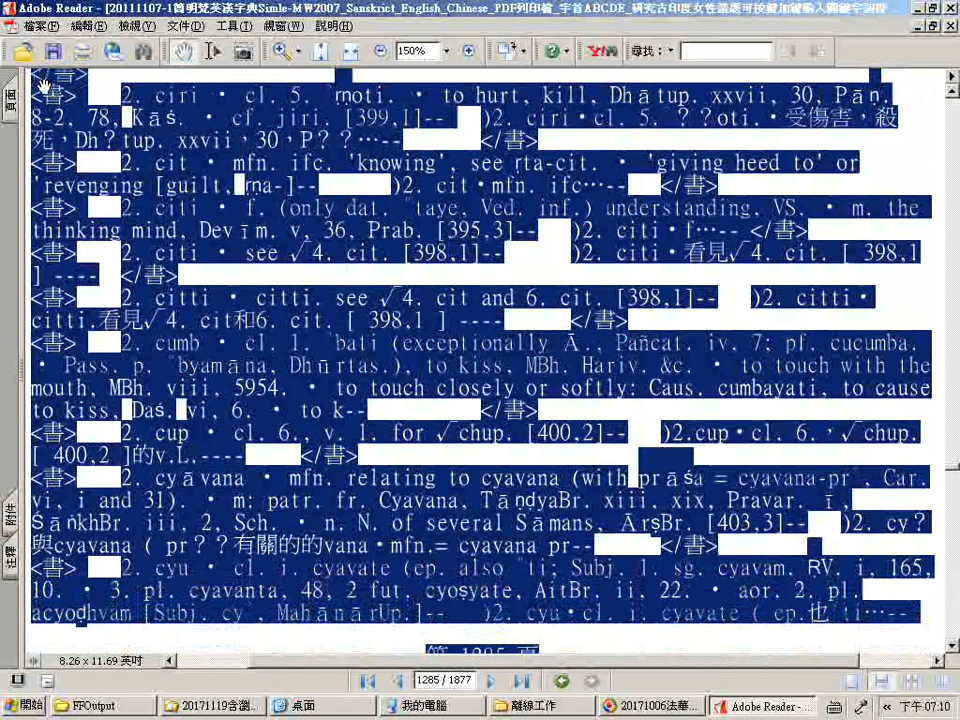 Adobe Reader - [20111107-1簡明梵英漢字典Simle-MW2007_Sanskrict_English_Chinese_PDF列印檔_字首ABCDE_研究古印度女性
檔案(F) 編輯(E) 檢視(V) 文件(D) 工具(T) 視窗(W) 說明(H)
150% 尋找：
</書>
<書> 2. ciri • cl. 5. ṛṇoti. • to hurt, kill, Dhātup. xxvii, 30, Pāṇ.
8-2, 78, Kāś. • cf. jiri. [399,1]-- )2. ciri•cl. 5. ？？oti.•受傷害，殺
死，Dh？tup. xxvii，30，P？？…-- </書>
<書> 2. cit • mfn. ifc. 'knowing', see rta-cit. • 'giving heed to' or
'revenging [guilt, ṛṇa-]-- )2. cit•mfn. ifc…-- </書>
<書> 2. citi • f. (only dat. °taye, Ved. inf.) understanding, VS. • m. the
thinking mind, Devīm. v, 36, Prab. [395,3]-- )2. citi•f…-- </書>
<書> 2. citi • see √4. cit. [398,1]-- )2. citi•看見√4. cit. [ 398,1
] ---- </書>
<書> 2. citti • citti. see √4. cit and 6. cit. [398,1]-- )2. citti•
citti.看見√4. cit和6. cit. [ 398,1 ] ---- </書>
<書> 2. cumb • cl. 1. °bati (exceptionally Ā., Pañcat. iv, 7; pf. cucumba.
• Pass. p. °byamāna, Dhūrtas.), to kiss, MBh. Hariv. &c. • to touch with the
mouth, MBh. viii, 5954. • to touch closely or softly: Caus. cumbayati, to cause
to kiss, Daś. vi, 6. • to k-- </書>
<書> 2. cup • cl. 6., v. l. for √chup. [400,2]-- )2.cup•cl. 6.，√chup.
[ 400,2 ]的v.L.---- </書>
<書> 2. cyāvana • mfn. relating to cyavana (with prāśa = cyavana-pr°, Car.
vi, i and 31). • m: patr. fr. Cyavana, TāṇḍyaBr. xiii, xix, Pravar. i,
ŚāṅkhBr. iii, 2, Sch. • n. N. of several Sāmans, ĀrṣBr. [403,3]-- )2. cy？
與cyavana ( pr？？有關的的vana•mfn.= cyavana pr-- </書>
<書> 2. cyu • cl. i. cyavate (ep. also °ti; Subj. 1. sg. cyavam. RV. i, 165,
10. • 3. pl. cyavanta, 48, 2 fut. cyoṣyate, AitBr. ii, 22. • aor. 2. pl.
acyoḍhvam [Subj. cy°, MahānārUp.]-- )2. cyu•cl. i. cyavate ( ep.也°ti…--
第 1285 頁
8.26 x 11.69 英吋
1285 / 1877
頁面
附件
註釋
開始 FFOutput 20171119含瀏... 桌面 我的電腦 離線工作 20171006法華... Adobe Reader - ... 下午 07:10